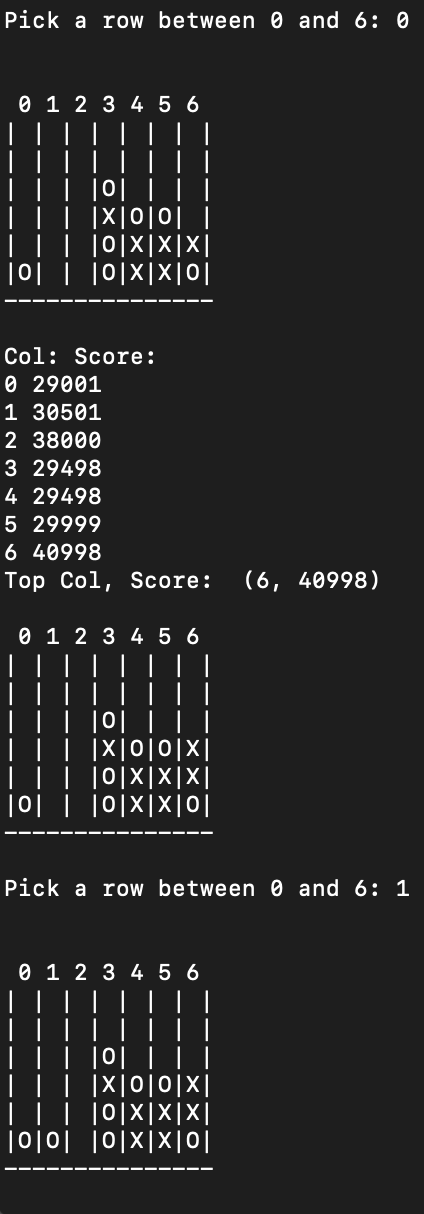 Pick a row between 0 and 6: 0
 0 1 2 3 4 5 6
| | | | | | | |
| | | | | | | |
| | | |O| | | |
| | | |X|O|O| |
| | | |O|X|X|X|
|O| | |O|X|X|O|
---------------
Col: Score:
0 29001
1 30501
2 38000
3 29498
4 29498
5 29999
6 40998
Top Col, Score:  (6, 40998)
 0 1 2 3 4 5 6
| | | | | | | |
| | | | | | | |
| | | |O| | | |
| | | |X|O|O|X|
| | | |O|X|X|X|
|O| | |O|X|X|O|
---------------
Pick a row between 0 and 6: 1
 0 1 2 3 4 5 6
| | | | | | | |
| | | | | | | |
| | | |O| | | |
| | | |X|O|O|X|
| | | |O|X|X|X|
|O|O| |O|X|X|O|
---------------